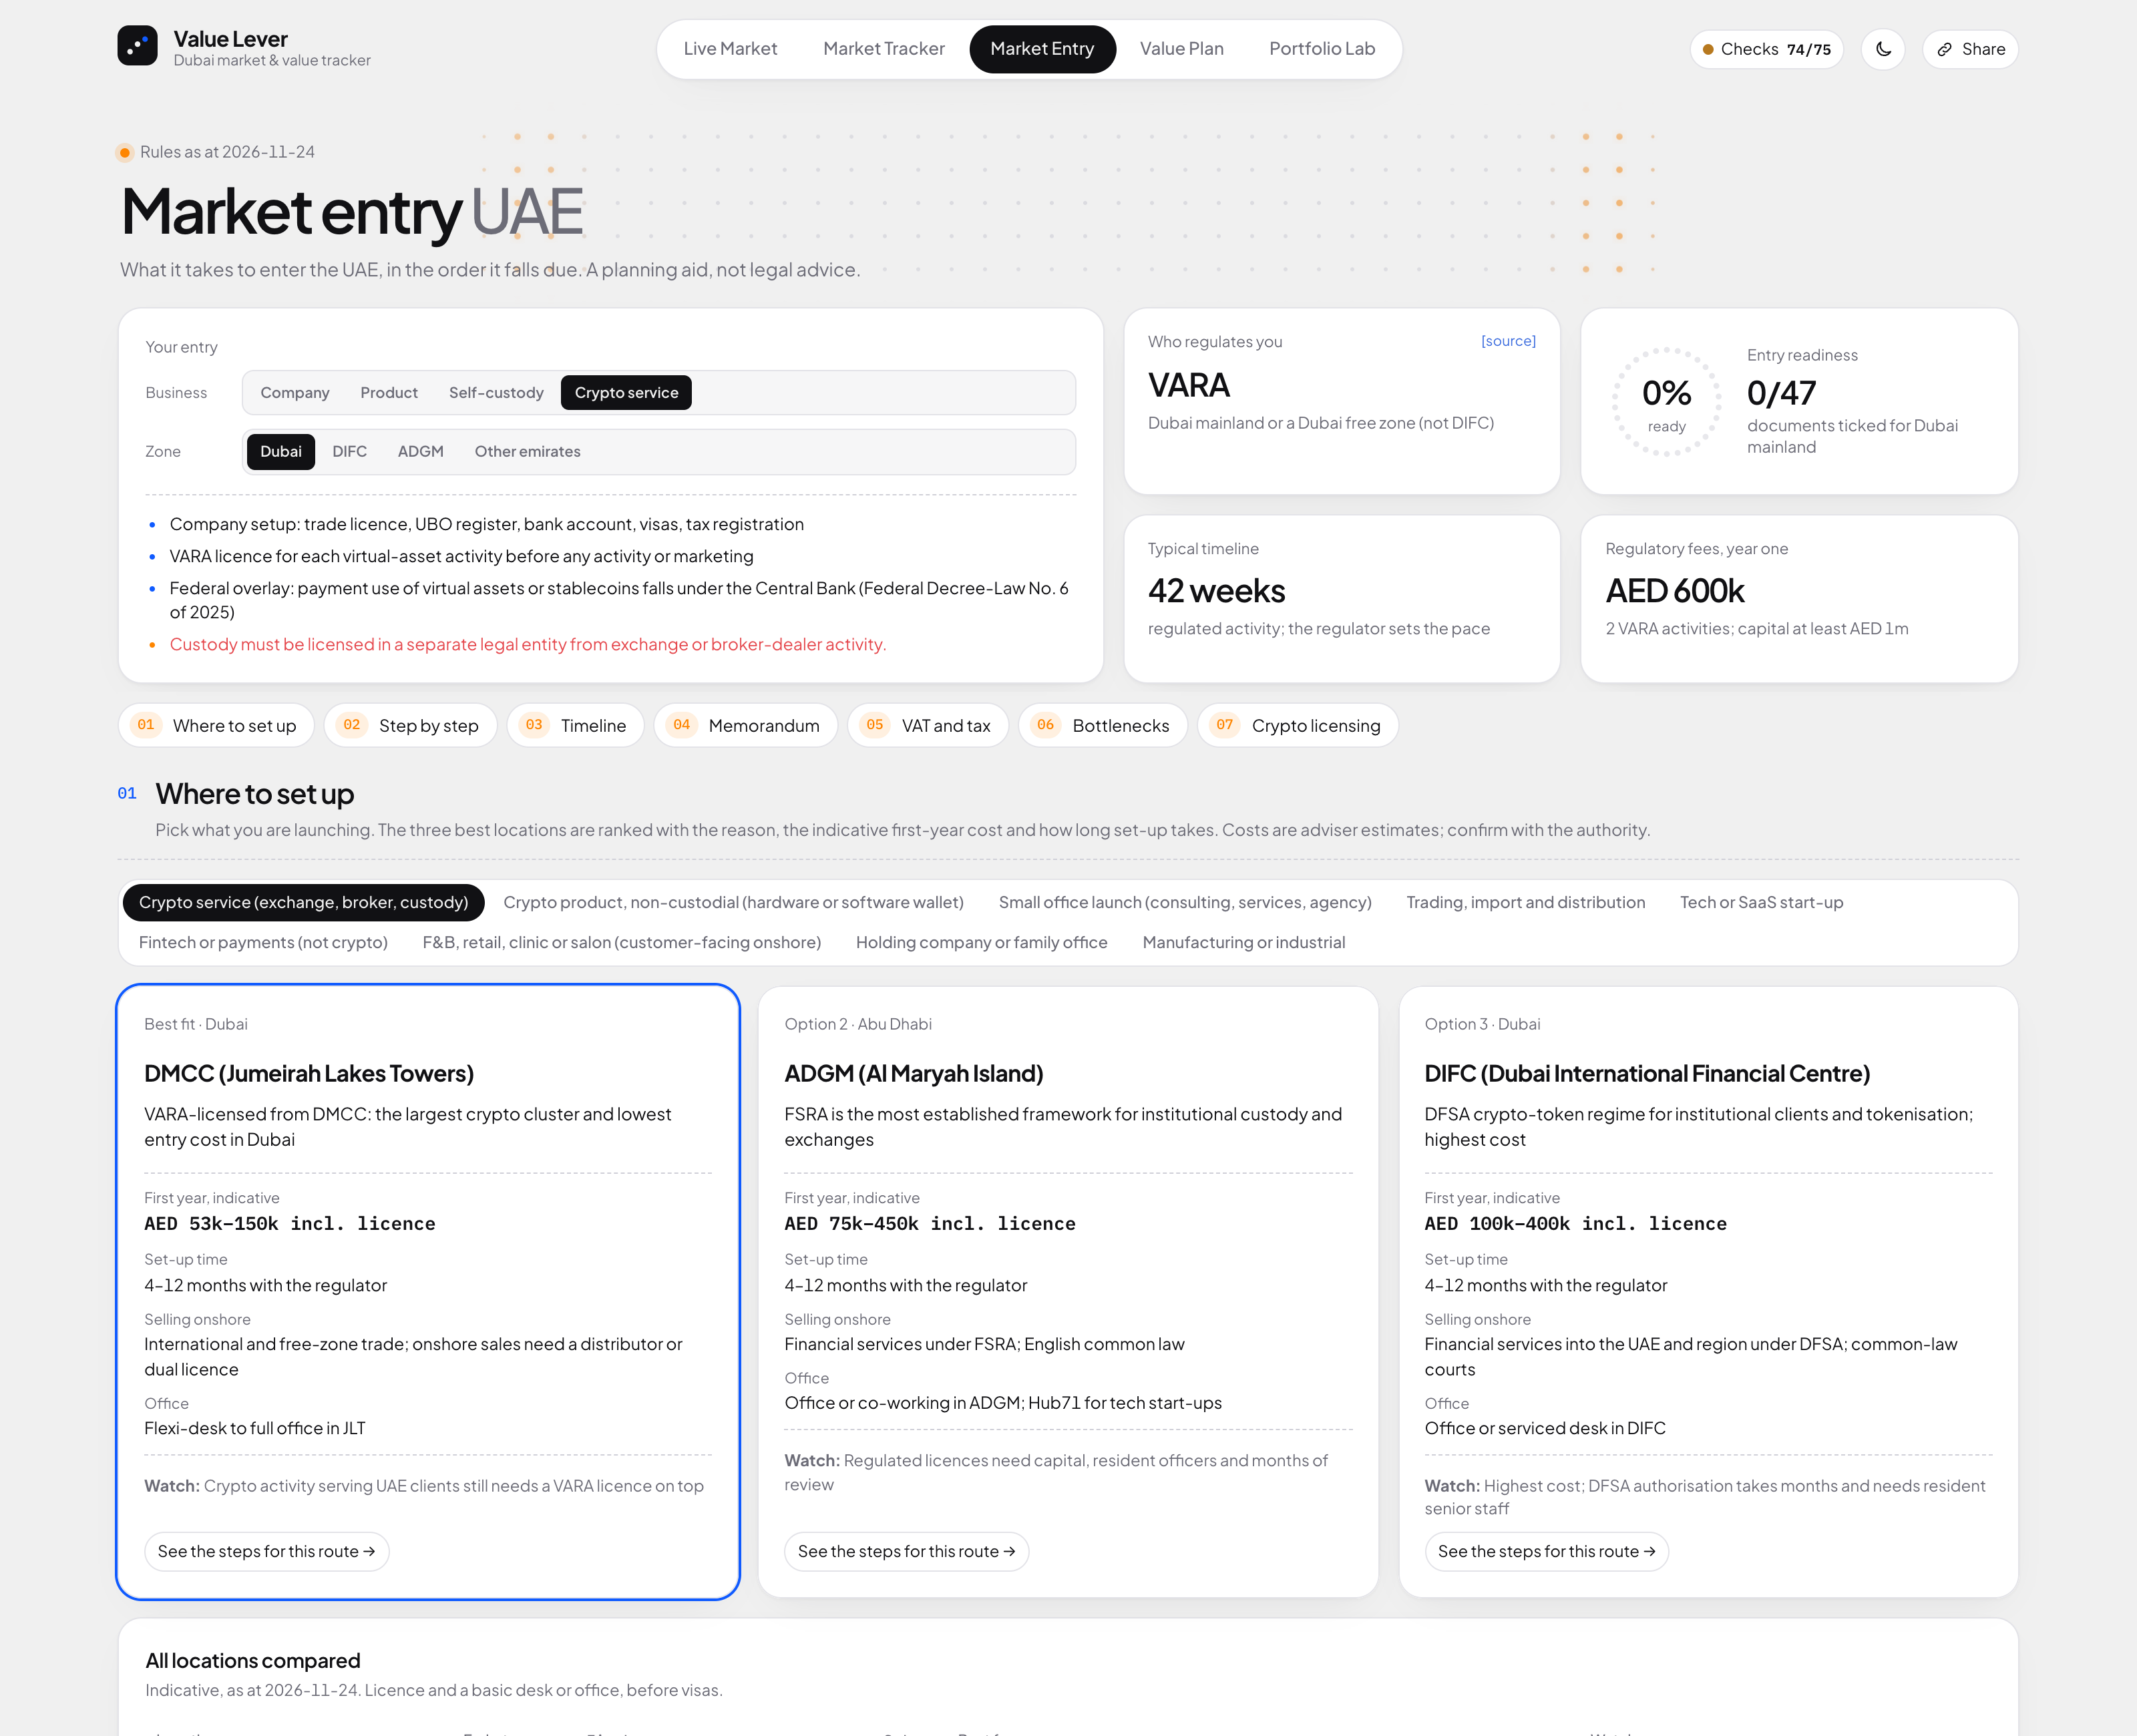 Value Lever
Dubai market & value tracker
Live Market
Market Tracker
Market Entry
Value Plan
Portfolio Lab
Checks 74/75
Share
Rules as at 2026-11-24
Market entry UAE
What it takes to enter the UAE, in the order it falls due. A planning aid, not legal advice.
Your entry
Business
Company
Product
Self-custody
Crypto service
Zone
Dubai
DIFC
ADGM
Other emirates
Company setup: trade licence, UBO register, bank account, visas, tax registration
VARA licence for each virtual-asset activity before any activity or marketing
Federal overlay: payment use of virtual assets or stablecoins falls under the Central Bank (Federal Decree-Law No. 6
of 2025)
Custody must be licensed in a separate legal entity from exchange or broker-dealer activity.
Who regulates you
[source]
VARA
Dubai mainland or a Dubai free zone (not DIFC)
0%
ready
Entry readiness
0/47
documents ticked for Dubai
mainland
Typical timeline
42 weeks
regulated activity; the regulator sets the pace
Regulatory fees, year one
AED 600k
2 VARA activities; capital at least AED 1m
01 Where to set up
02 Step by step
03 Timeline
04 Memorandum
05 VAT and tax
06 Bottlenecks
07 Crypto licensing
01 Where to set up
Pick what you are launching. The three best locations are ranked with the reason, the indicative first-year cost and how long set-up takes. Costs are adviser estimates; confirm with the authority.
Crypto service (exchange, broker, custody)
Crypto product, non-custodial (hardware or software wallet)
Small office launch (consulting, services, agency)
Trading, import and distribution
Tech or SaaS start-up
Fintech or payments (not crypto)
F&B, retail, clinic or salon (customer-facing onshore)
Holding company or family office
Manufacturing or industrial
Best fit · Dubai
DMCC (Jumeirah Lakes Towers)
VARA-licensed from DMCC: the largest crypto cluster and lowest
entry cost in Dubai
First year, indicative
AED 53k–150k incl. licence
Set-up time
4–12 months with the regulator
Selling onshore
International and free-zone trade; onshore sales need a distributor or
dual licence
Office
Flexi-desk to full office in JLT
Watch: Crypto activity serving UAE clients still needs a VARA licence on top
See the steps for this route →
Option 2 · Abu Dhabi
ADGM (Al Maryah Island)
FSRA is the most established framework for institutional custody and
exchanges
First year, indicative
AED 75k–450k incl. licence
Set-up time
4–12 months with the regulator
Selling onshore
Financial services under FSRA; English common law
Office
Office or co-working in ADGM; Hub71 for tech start-ups
Watch: Regulated licences need capital, resident officers and months of
review
See the steps for this route →
Option 3 · Dubai
DIFC (Dubai International Financial Centre)
DFSA crypto-token regime for institutional clients and tokenisation;
highest cost
First year, indicative
AED 100k–400k incl. licence
Set-up time
4–12 months with the regulator
Selling onshore
Financial services into the UAE and region under DFSA; common-law
courts
Office
Office or serviced desk in DIFC
Watch: Highest cost; DFSA authorisation takes months and needs resident
senior staff
See the steps for this route →
All locations compared
Indicative, as at 2026-11-24. Licence and a basic desk or office, before visas.